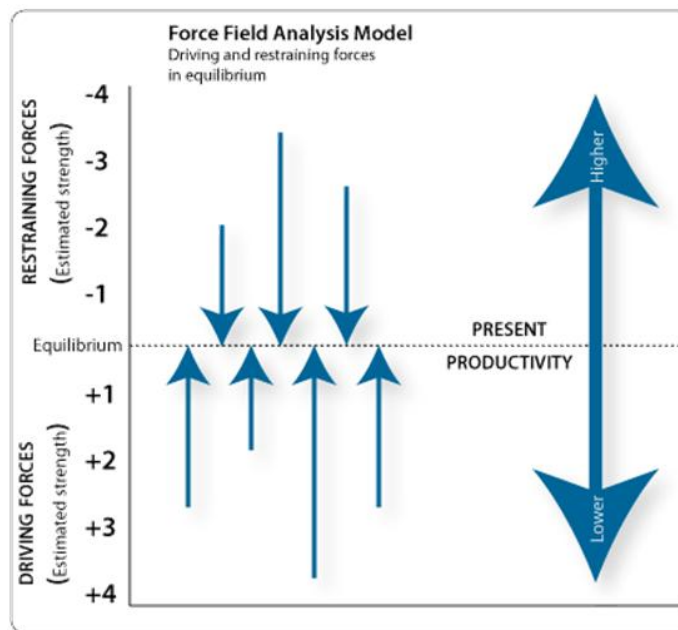 Force Field Analysis Model
Driving and restraining forces
in equilibrium
RESTRAINING FORCES
(Estimated strength)
-4
-3
-2
-1
Equilibrium
+1
+2
+3
+4
DRIVING FORCES
(Estimated strength)
PRESENT
PRODUCTIVITY
Higher
Lower